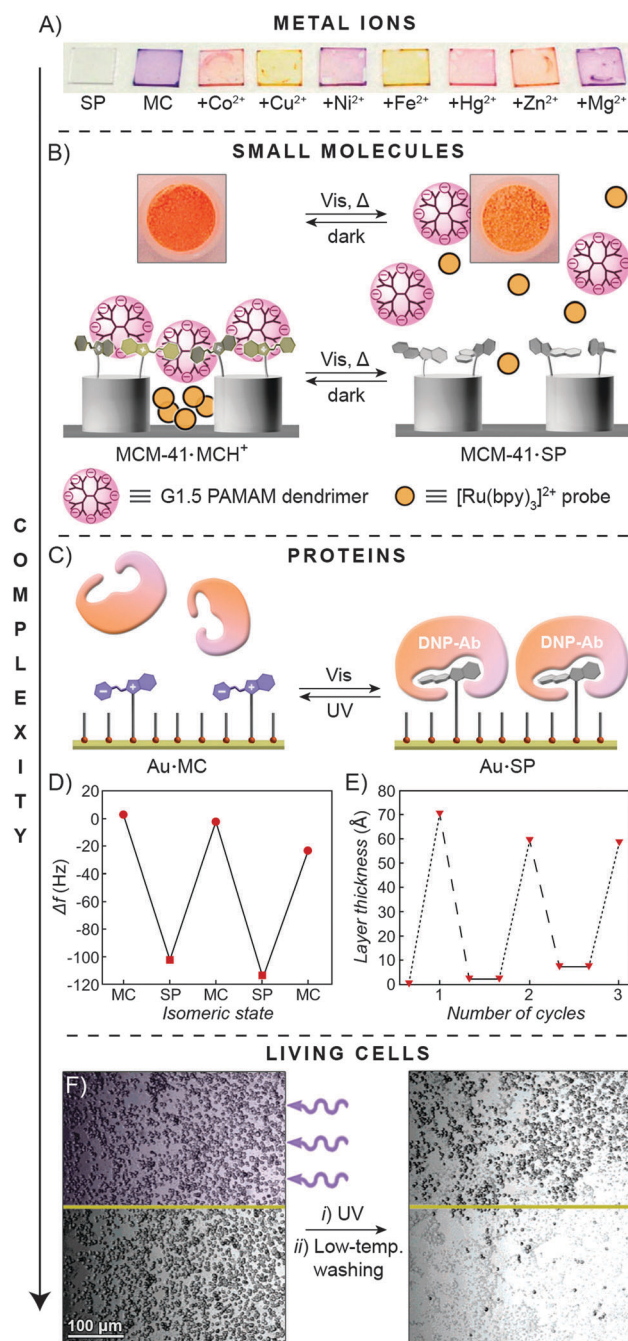 A)
METAL IONS
SP MC +Co²⁺ +Cu²⁺ +Ni²⁺ +Fe²⁺ +Hg²⁺ +Zn²⁺ +Mg²⁺
B)
SMALL MOLECULES
Vis, Δ
dark
Vis, Δ
dark
MCM-41·MCH⁺
MCM-41·SP
≡ G1.5 PAMAM dendrimer
≡ [Ru(bpy)₃]²⁺ probe
COMPLEXITY
C)
PROTEINS
DNP-Ab
DNP-Ab
Vis
UV
Au·MC
Au·SP
D)
20
0
-20
-40
-60
-80
-100
-120
Δf (Hz)
MC SP MC SP MC
Isomeric state
E)
80
70
60
50
40
30
20
10
0
Layer thickness (Å)
1 2 3
Number of cycles
LIVING CELLS
F)
i) UV
ii) Low-temp.
washing
100 µm